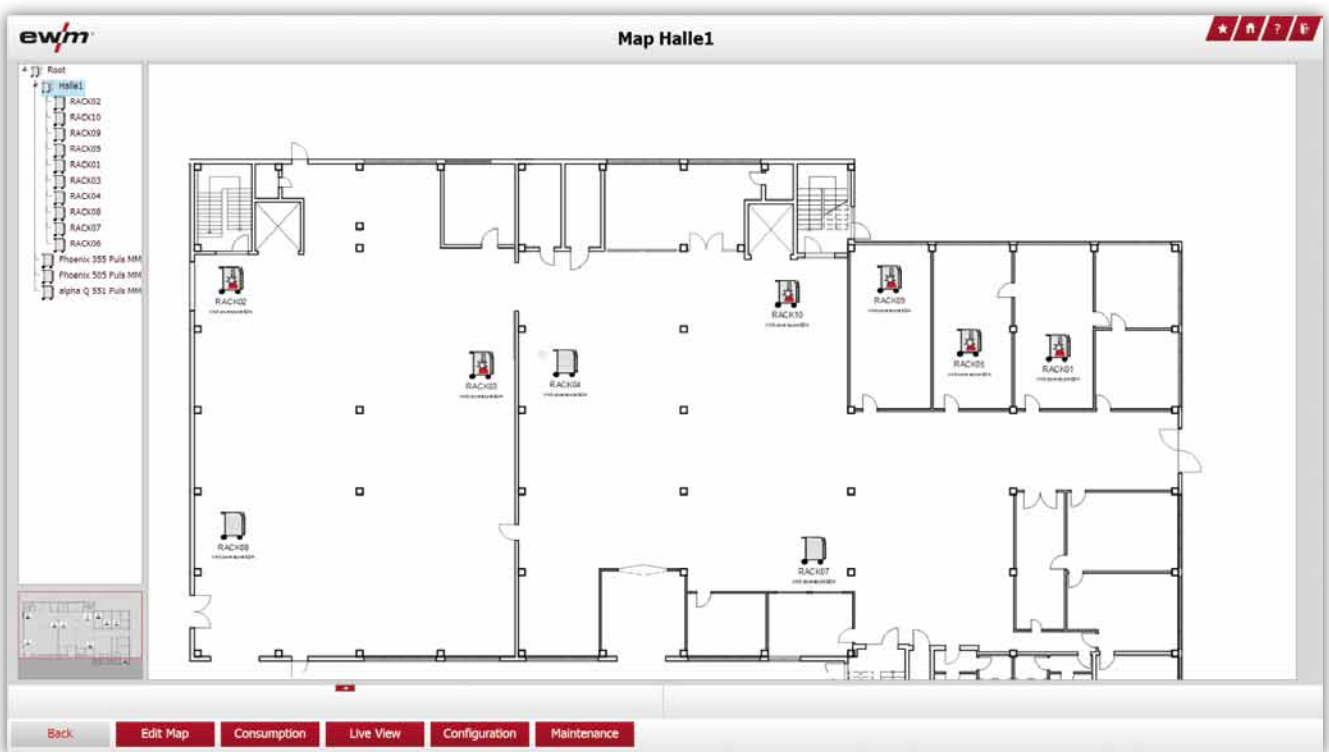 ewm
Map Halle1
?
Root
Halle1
RACK02
RACK10
RACK09
RACK05
RACK01
RACK03
RACK04
RACK08
RACK07
RACK06
Phoenix 355 Puls MM
Phoenix 505 Puls MM
alpha Q 551 Puls MM
RACK02
RACK10
RACK09
RACK05
RACK01
RACK03
RACK04
RACK08
RACK07
Back
Edit Map
Consumption
Live View
Configuration
Maintenance